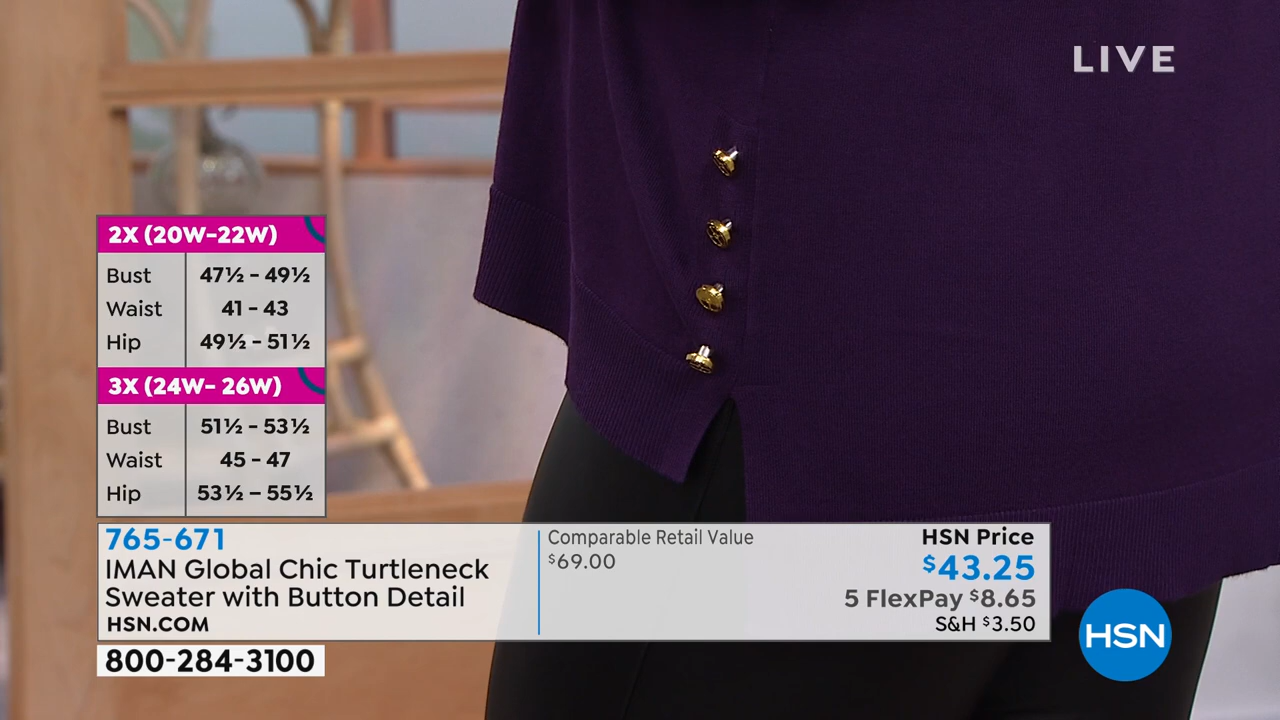 LIVE
2X (20W-22W)
Bust 47½ - 49½
Waist 41 - 43
Hip 49½ - 51½
3X (24W- 26W)
Bust 51½ - 53½
Waist 45 - 47
Hip 53½ - 55½
765-671
IMAN Global Chic Turtleneck
Sweater with Button Detail
HSN.COM
Comparable Retail Value
$69.00
HSN Price
$43.25
5 FlexPay $8.65
S&H $3.50
800-284-3100
HSN